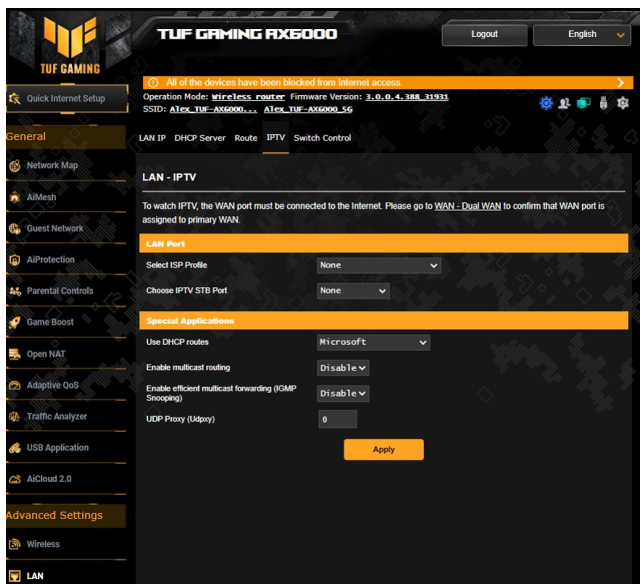 TUF GAMING AX6000
Logout
English
TUF GAMING
All of the devices have been blocked from Internet access.
Quick Internet Setup
Operation Mode: Wireless router Firmware Version: 3.0.0.4.388_31931
SSID: Alex_TUF-AX6000... Alex_TUF-AX6000_5G
General
LAN IP DHCP Server Route IPTV Switch Control
Network Map
AiMesh
Guest Network
AiProtection
Parental Controls
Game Boost
Open NAT
Adaptive QoS
Traffic Analyzer
USB Application
AiCloud 2.0
Advanced Settings
Wireless
LAN
LAN - IPTV
To watch IPTV, the WAN port must be connected to the Internet. Please go to WAN - Dual WAN to confirm that WAN port is
assigned to primary WAN.
LAN Port
Select ISP Profile None
Choose IPTV STB Port None
Special Applications
Use DHCP routes Microsoft
Enable multicast routing Disable
Enable efficient multicast forwarding (IGMP
Snooping) Disable
UDP Proxy (Udpxy) 0
Apply